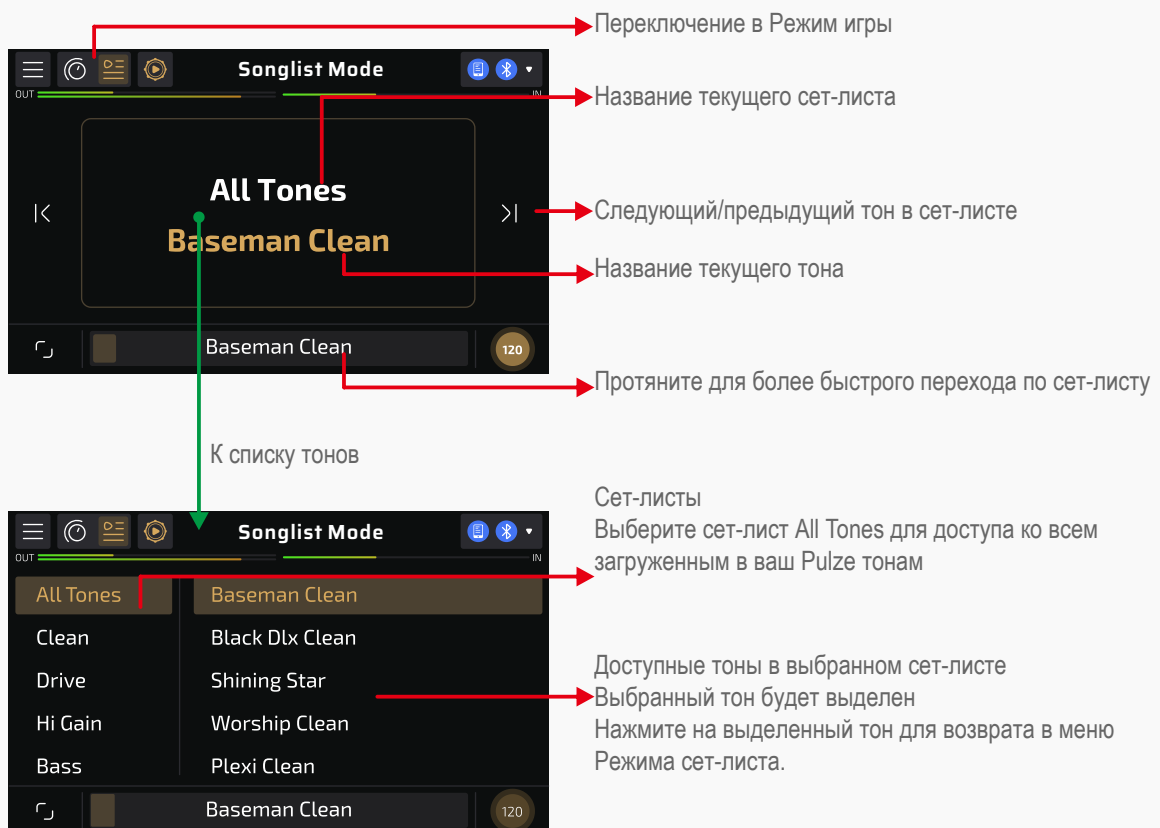 Переключение в Режим игры
Songlist Mode
OUT
IN
Название текущего сет-листа
All Tones
Следующий/предыдущий тон в сет-листе
Baseman Clean
Название текущего тона
Baseman Clean
120
Протяните для более быстрого перехода по сет-листу
К списку тонов
Сет-листы
Выберите сет-лист All Tones для доступа ко всем
загруженным в ваш Pulze тонам
Songlist Mode
OUT
IN
All Tones
Baseman Clean
Clean
Black Dlx Clean
Drive
Shining Star
Hi Gain
Worship Clean
Bass
Plexi Clean
Доступные тоны в выбранном сет-листе
Выбранный тон будет выделен
Нажмите на выделенный тон для возврата в меню
Режима сет-листа.
Baseman Clean
120